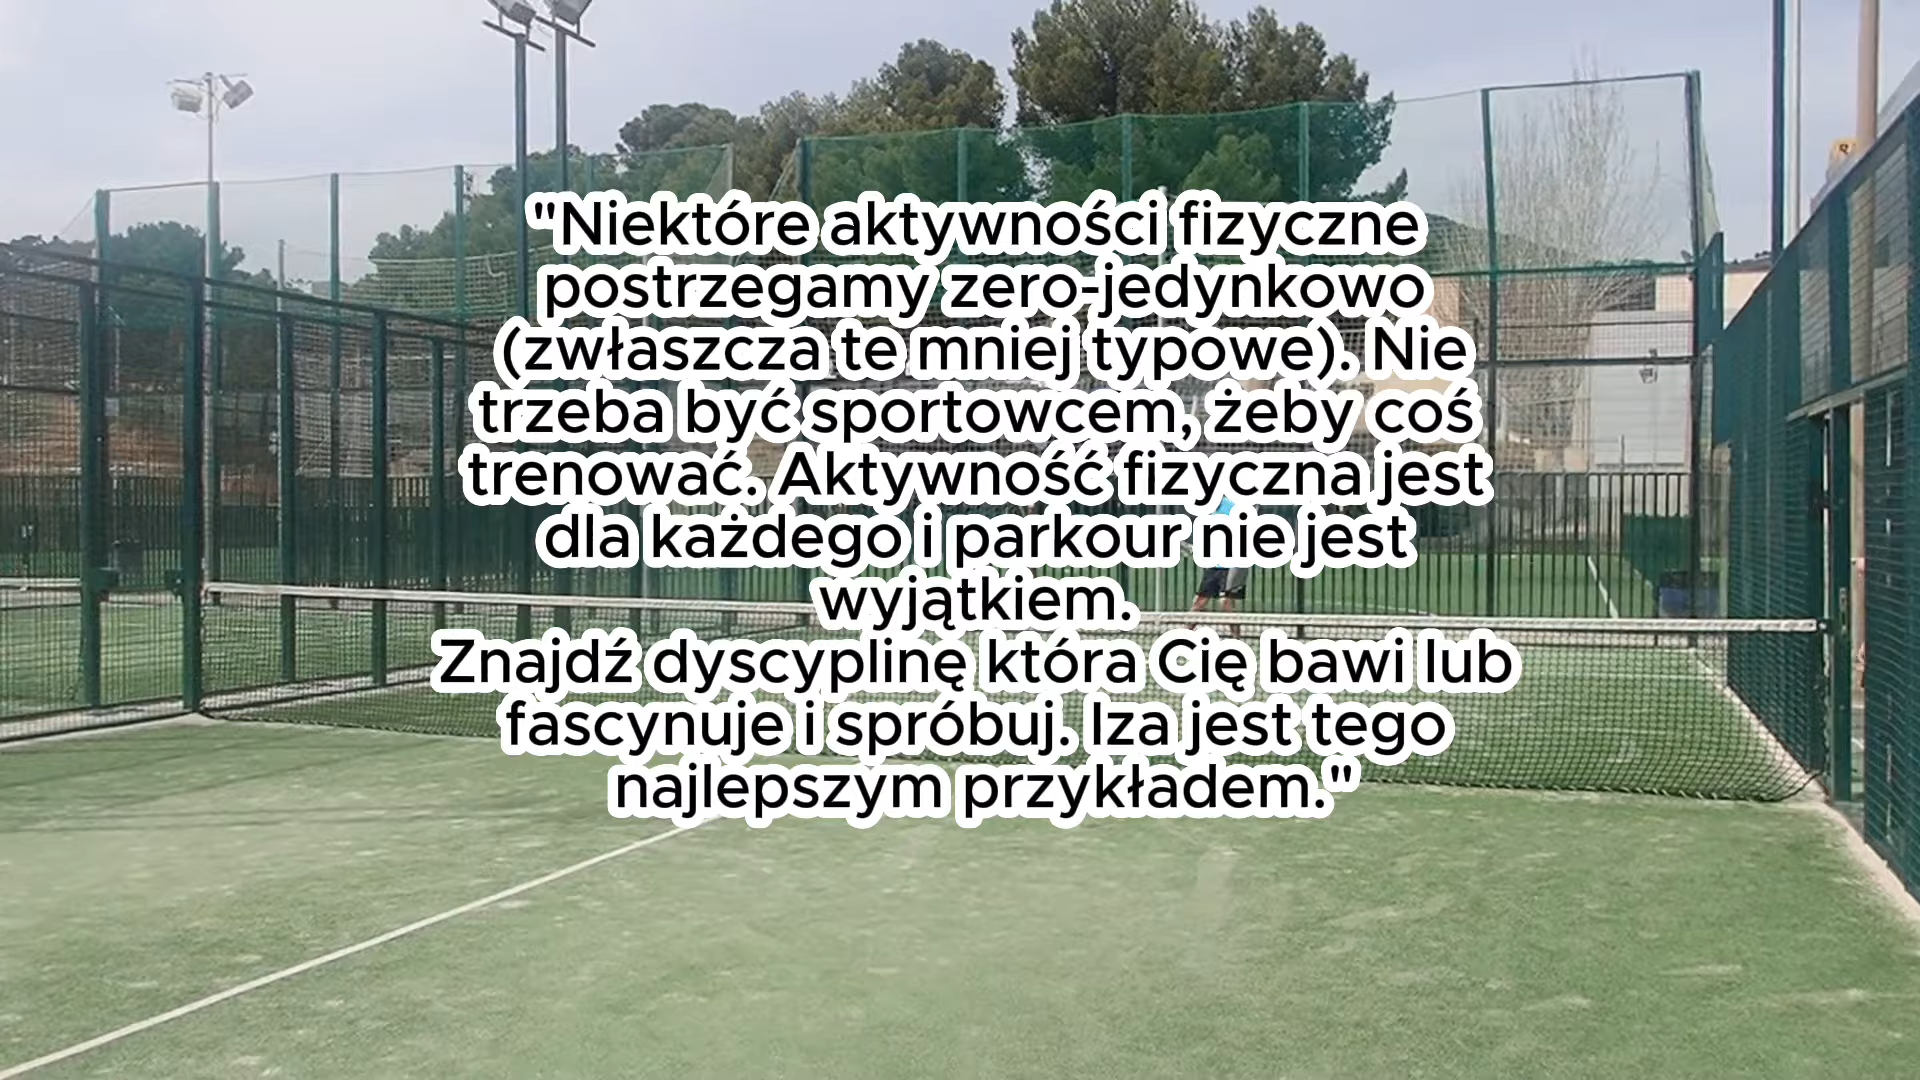 "Niektóre aktywności fizyczne
postrzegamy zero-jedynkowo
(zwłaszcza te mniej typowe). Nie
trzeba być sportowcem, żeby coś
trenować. Aktywność fizyczna jest
dla każdego i parkour nie jest
wyjątkiem.
Znajdź dyscyplinę która Cię bawi lub
fascynuje i spróbuj. Iza jest tego
najlepszym przykładem."